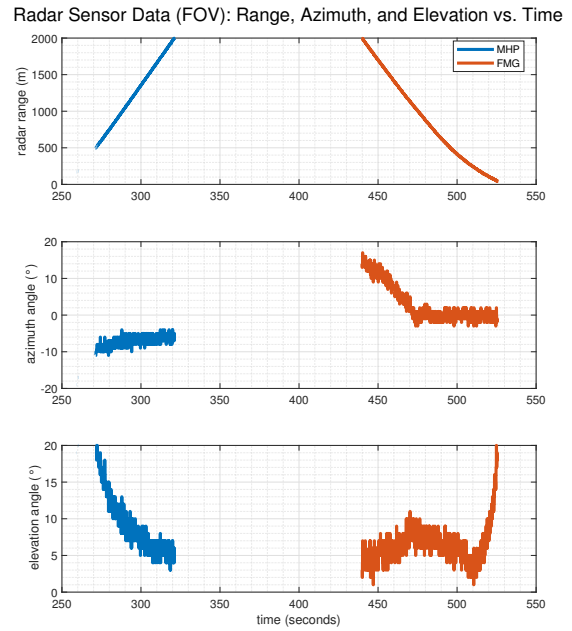 Radar Sensor Data (FOV): Range, Azimuth, and Elevation vs. Time
radar range (m)
2000
1500
1000
500
0
MHP
FMG
250 300 350 400 450 500 550
azimuth angle (°)
20
10
0
-10
-20
250 300 350 400 450 500 550
elevation angle (°)
20
15
10
5
0
250 300 350 400 450 500 550
time (seconds)